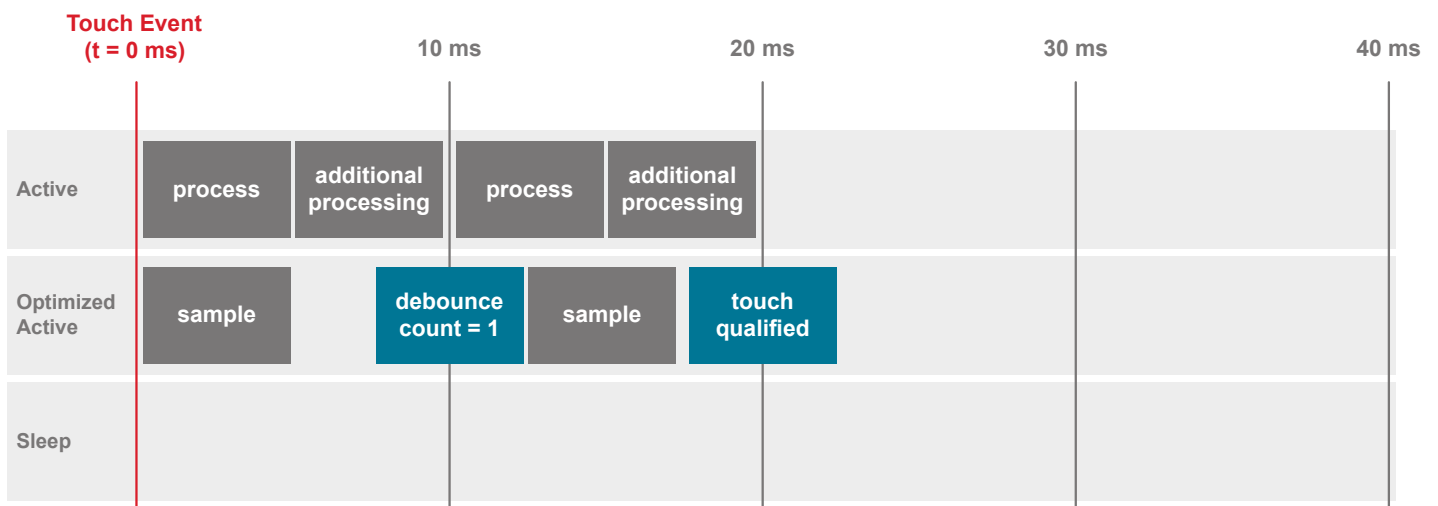 Touch Event
(t = 0 ms)
10 ms
20 ms
30 ms
40 ms
Active
process
additional
processing
process
additional
processing
Optimized
Active
sample
debounce
count = 1
sample
touch
qualified
Sleep